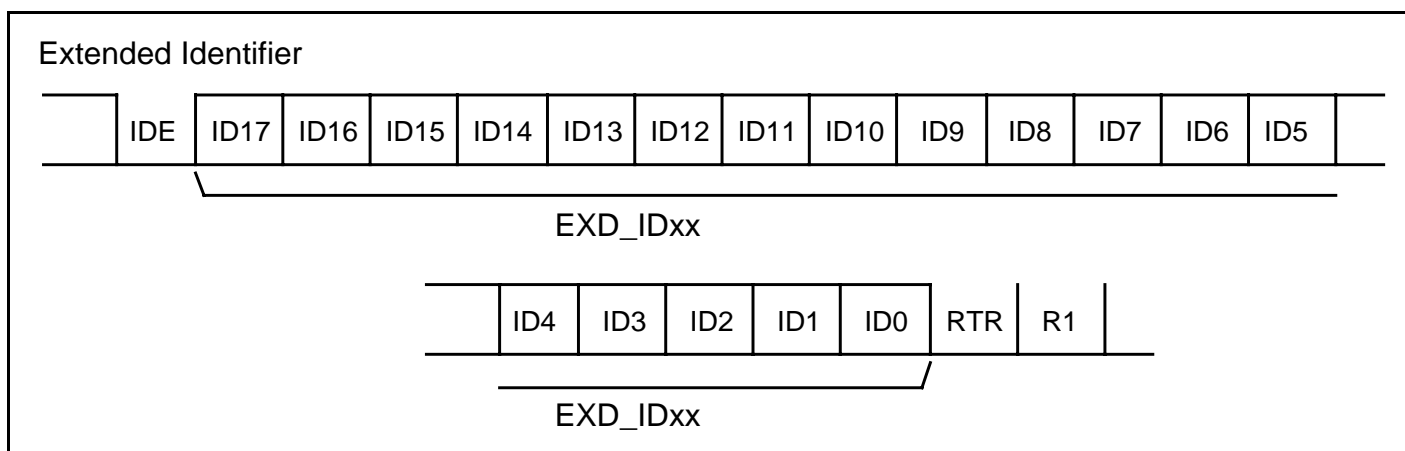 Extended Identifier
IDE ID17 ID16 ID15 ID14 ID13 ID12 ID11 ID10 ID9 ID8 ID7 ID6 ID5
EXD_IDxx
ID4 ID3 ID2 ID1 ID0 RTR R1
EXD_IDxx